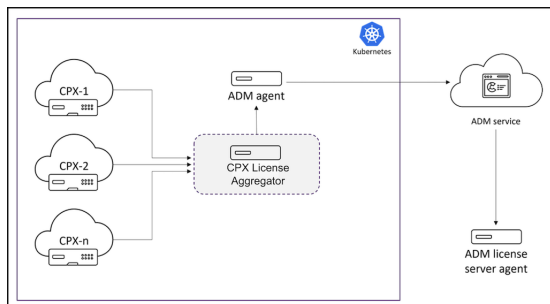 Kubernetes
CPX-1
ADM agent
ADM service
CPX-2
CPX License
Aggregator
CPX-n
ADM license
server agent